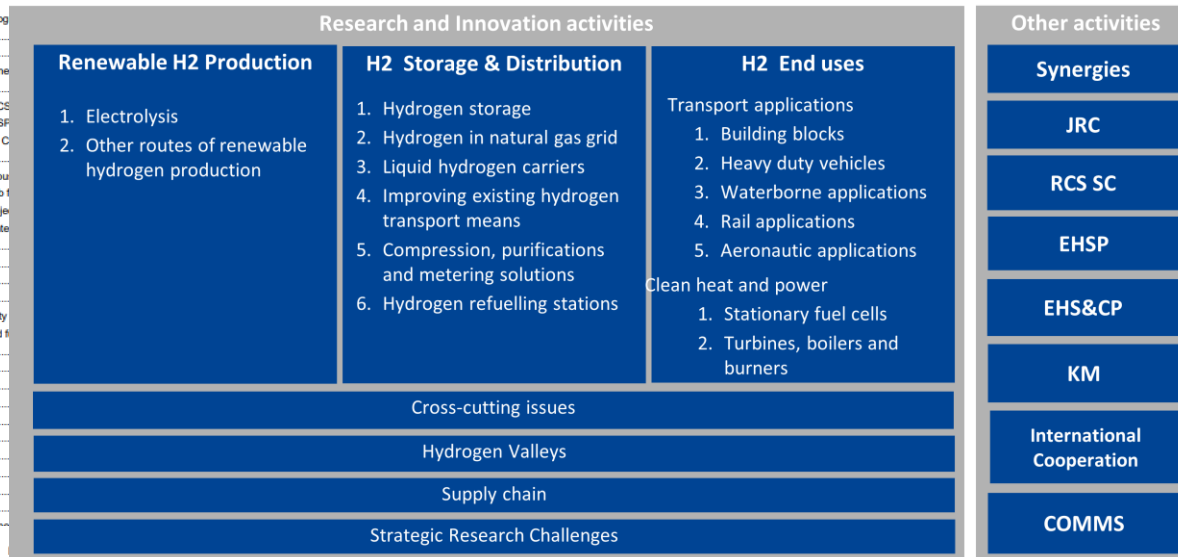 Research and Innovation activities
Renewable H2 Production
1. Electrolysis
2. Other routes of renewable
hydrogen production
H2 Storage & Distribution
1. Hydrogen storage
2. Hydrogen in natural gas grid
3. Liquid hydrogen carriers
4. Improving existing hydrogen
transport means
5. Compression, purifications
and metering solutions
6. Hydrogen refuelling stations
H2 End uses
Transport applications
1. Building blocks
2. Heavy duty vehicles
3. Waterborne applications
4. Rail applications
5. Aeronautic applications
Clean heat and power
1. Stationary fuel cells
2. Turbines, boilers and
burners
Cross-cutting issues
Hydrogen Valleys
Supply chain
Strategic Research Challenges
Other activities
Synergies
JRC
RCS SC
EHSP
EHS&CP
KM
International
Cooperation
COMMS